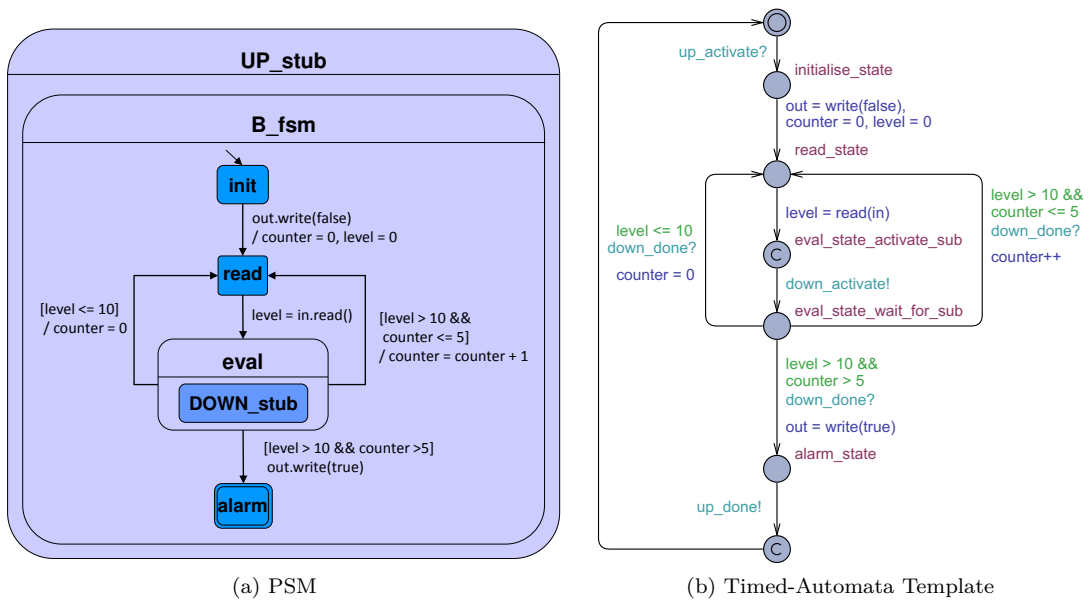 UP_stub
B_fsm
init
out.write(false)
/ counter = 0, level = 0
read
[level <= 10]
/ counter = 0
level = in.read()
[level > 10 &&
counter <= 5]
/ counter = counter + 1
eval
DOWN_stub
[level > 10 && counter >5]
out.write(true)
alarm
(a) PSM
up_activate?
initialise_state
out = write(false),
counter = 0, level = 0
read_state
level <= 10
down_done?
counter = 0
level = read(in)
eval_state_activate_sub
C
down_activate!
eval_state_wait_for_sub
level > 10 &&
counter <= 5
down_done?
counter++
level > 10 &&
counter > 5
down_done?
out = write(true)
alarm_state
up_done!
C
(b) Timed-Automata Template